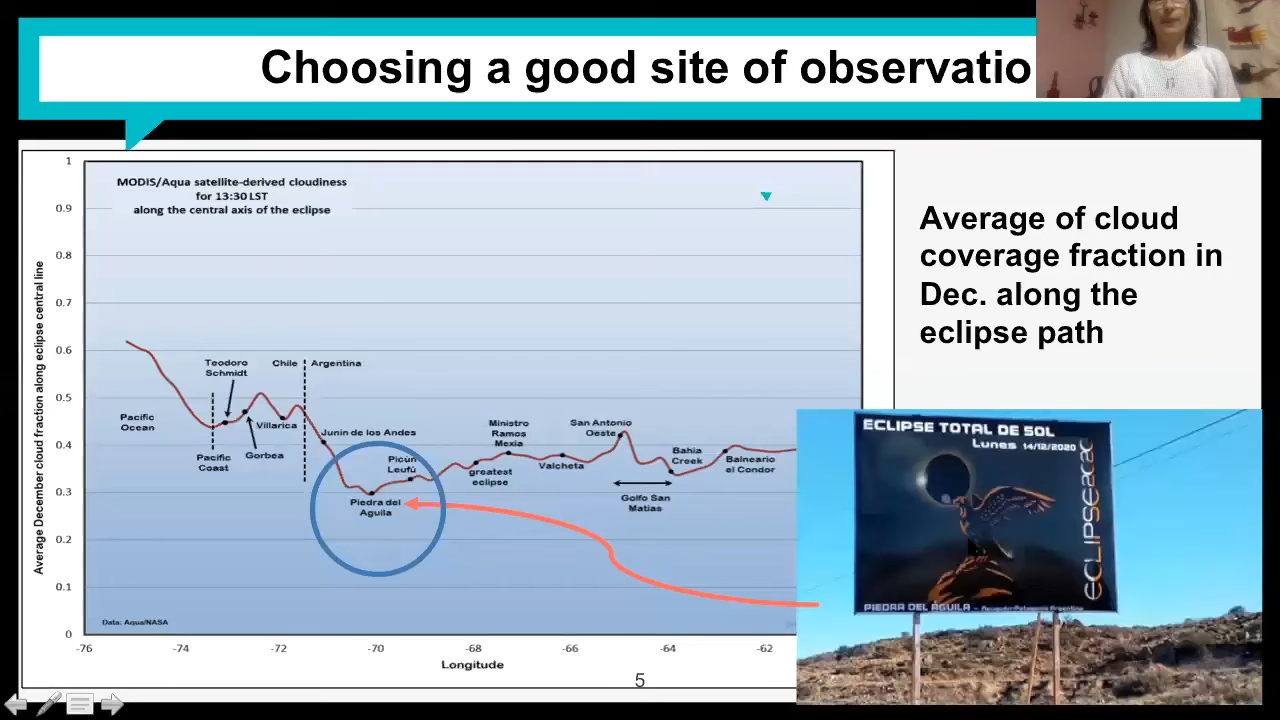 Choosing a good site of observatio
MODIS/Aqua satellite-derived cloudiness
for 13:30 LST
along the central axis of the eclipse
Average December cloud fraction along eclipse central line
1
0.9
0.8
0.7
0.6
0.5
0.4
0.3
0.2
0.1
0
Pacific
Ocean
Teodoro
Schmidt
Pacific
Coast
Gorbea
Villarica
Chile
Argentina
Junin de los Andes
Picún
Leufú
Piedra del
Aguila
greatest
eclipse
Ministro
Ramos
Mexia
Valcheta
San Antonio
Oeste
Golfo San
Matias
Bahia
Creek
Balneario
el Condor
Data: Aqua/NASA
-76
-74
-72
-70
-68
-66
-64
-62
Longitude
Average of cloud
coverage fraction in
Dec. along the
eclipse path
ECLIPSE TOTAL DE SOL
Lunes 14/12/2020
PIEDRA DEL ÁGUILA - Neuquén-Patagonia Argentina
5